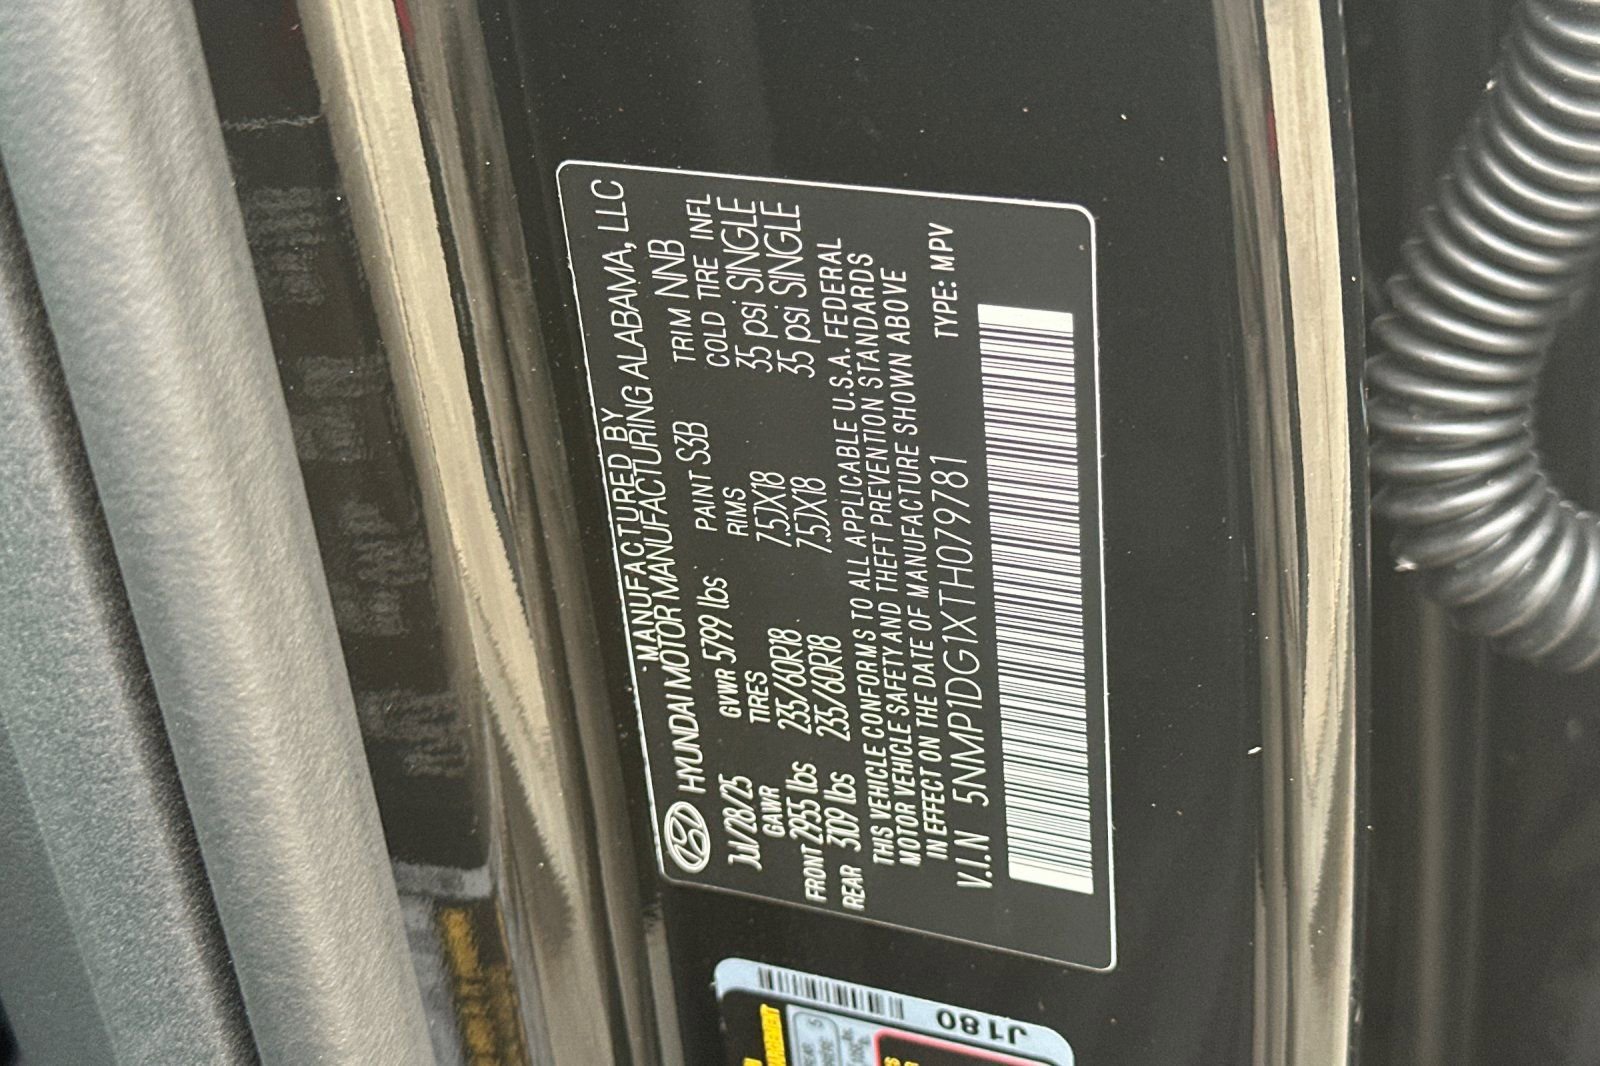 MANUFACTURED BY
HYUNDAI MOTOR MANUFACTURING ALABAMA, LLC
JU/28/25 GVWR 5799 lbs PAINT S3B TRIM NNB
GAWR TIRES RIMS COLD TIRE INFL
FRONT 2955 lbs 235/60R18 7.5JX18 35 psi SINGLE
REAR 3109 lbs 235/60R18 7.5JX18 35 psi SINGLE
THIS VEHICLE CONFORMS TO ALL APPLICABLE U.S.A. FEDERAL
MOTOR VEHICLE SAFETY AND THEFT PREVENTION STANDARDS
IN EFFECT ON THE DATE OF MANUFACTURE SHOWN ABOVE
V.I.N 5NMP1DG1XTH079781 TYPE: MPV
J180